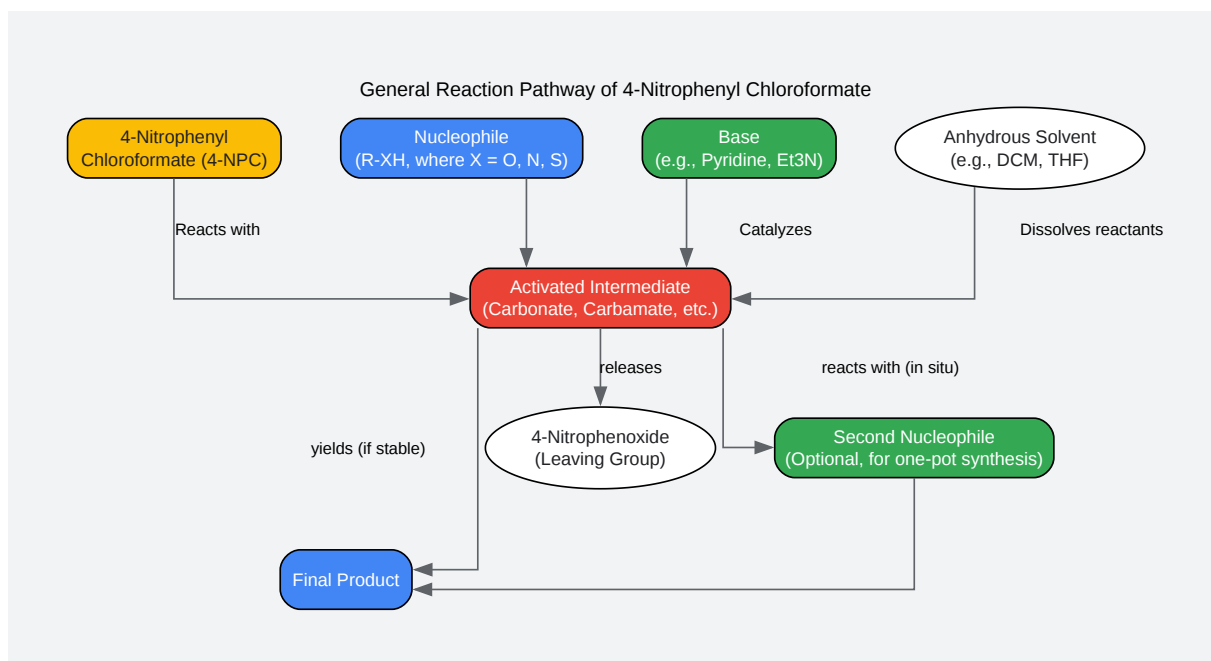 General Reaction Pathway of 4-Nitrophenyl Chloroformate
4-Nitrophenyl
Chloroformate (4-NPC)
Nucleophile
(R-XH, where X = O, N, S)
Base
(e.g., Pyridine, Et3N)
Anhydrous Solvent
(e.g., DCM, THF)
Reacts with
Catalyzes
Dissolves reactants
Activated Intermediate
(Carbonate, Carbamate, etc.)
releases
reacts with (in situ)
yields (if stable)
4-Nitrophenoxide
(Leaving Group)
Second Nucleophile
(Optional, for one-pot synthesis)
Final Product